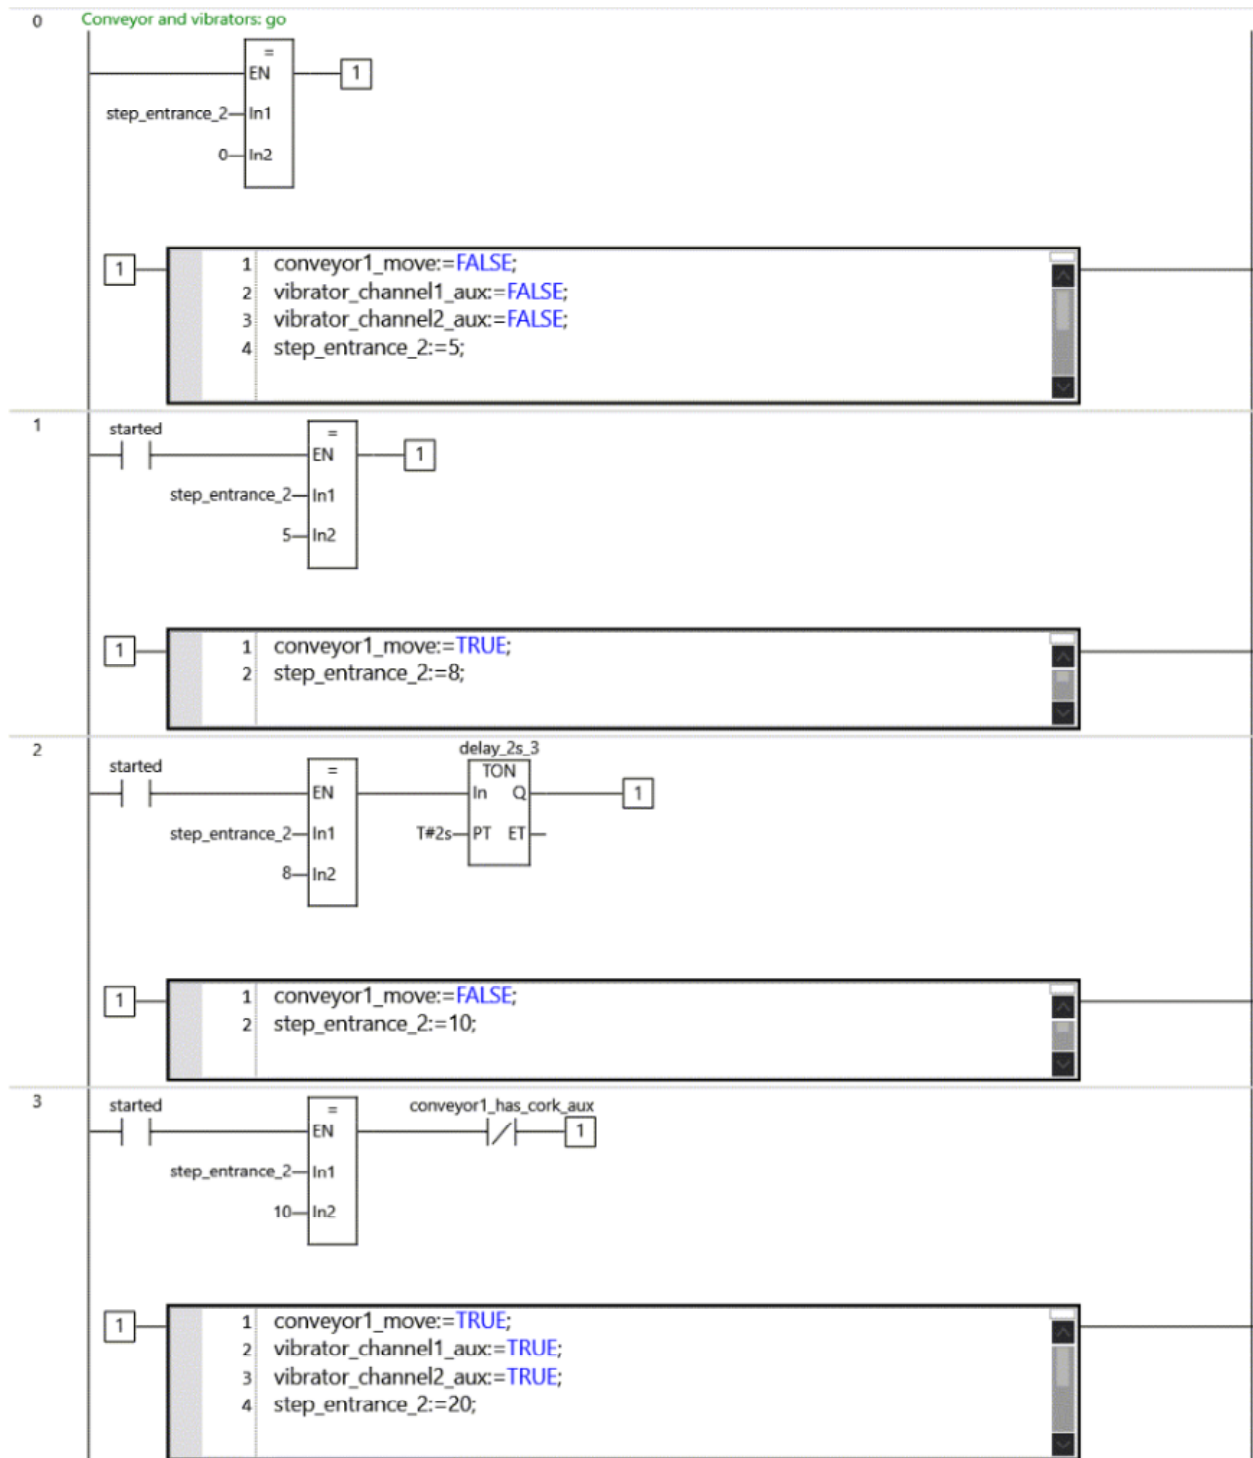 0 Conveyor and vibrators: go
=
EN 1
step_entrance_2 In1
0 In2
1
1 conveyor1_move:=FALSE;
2 vibrator_channel1_aux:=FALSE;
3 vibrator_channel2_aux:=FALSE;
4 step_entrance_2:=5;
1 started
=
EN 1
step_entrance_2 In1
5 In2
1
1 conveyor1_move:=TRUE;
2 step_entrance_2:=8;
2 delay_2s_3
started = TON
EN In Q 1
step_entrance_2 In1 T#2s PT ET
8 In2
1
1 conveyor1_move:=FALSE;
2 step_entrance_2:=10;
3 started conveyor1_has_cork_aux
=
EN 1
step_entrance_2 In1
10 In2
1
1 conveyor1_move:=TRUE;
2 vibrator_channel1_aux:=TRUE;
3 vibrator_channel2_aux:=TRUE;
4 step_entrance_2:=20;